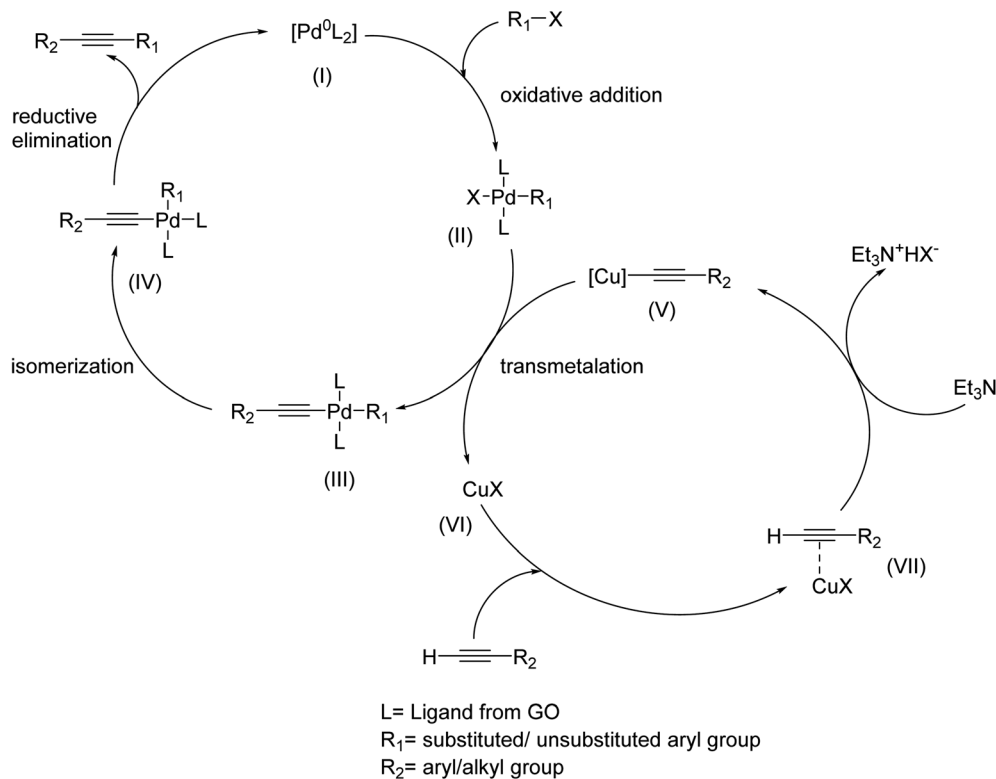 R2 R1
[Pd0L2]
(I)
R1 X
oxidative addition
reductive
elimination
L
X Pd R1
L
(II)
R1
R2 Pd L
L
(IV)
[Cu] R2
(V)
Et3N+HX-
isomerization
transmetalation
Et3N
L
R2 Pd R1
L
(III)
CuX
(VI)
H R2
(VII)
CuX
H R2
L= Ligand from GO
R1= substituted/ unsubstituted aryl group
R2= aryl/alkyl group